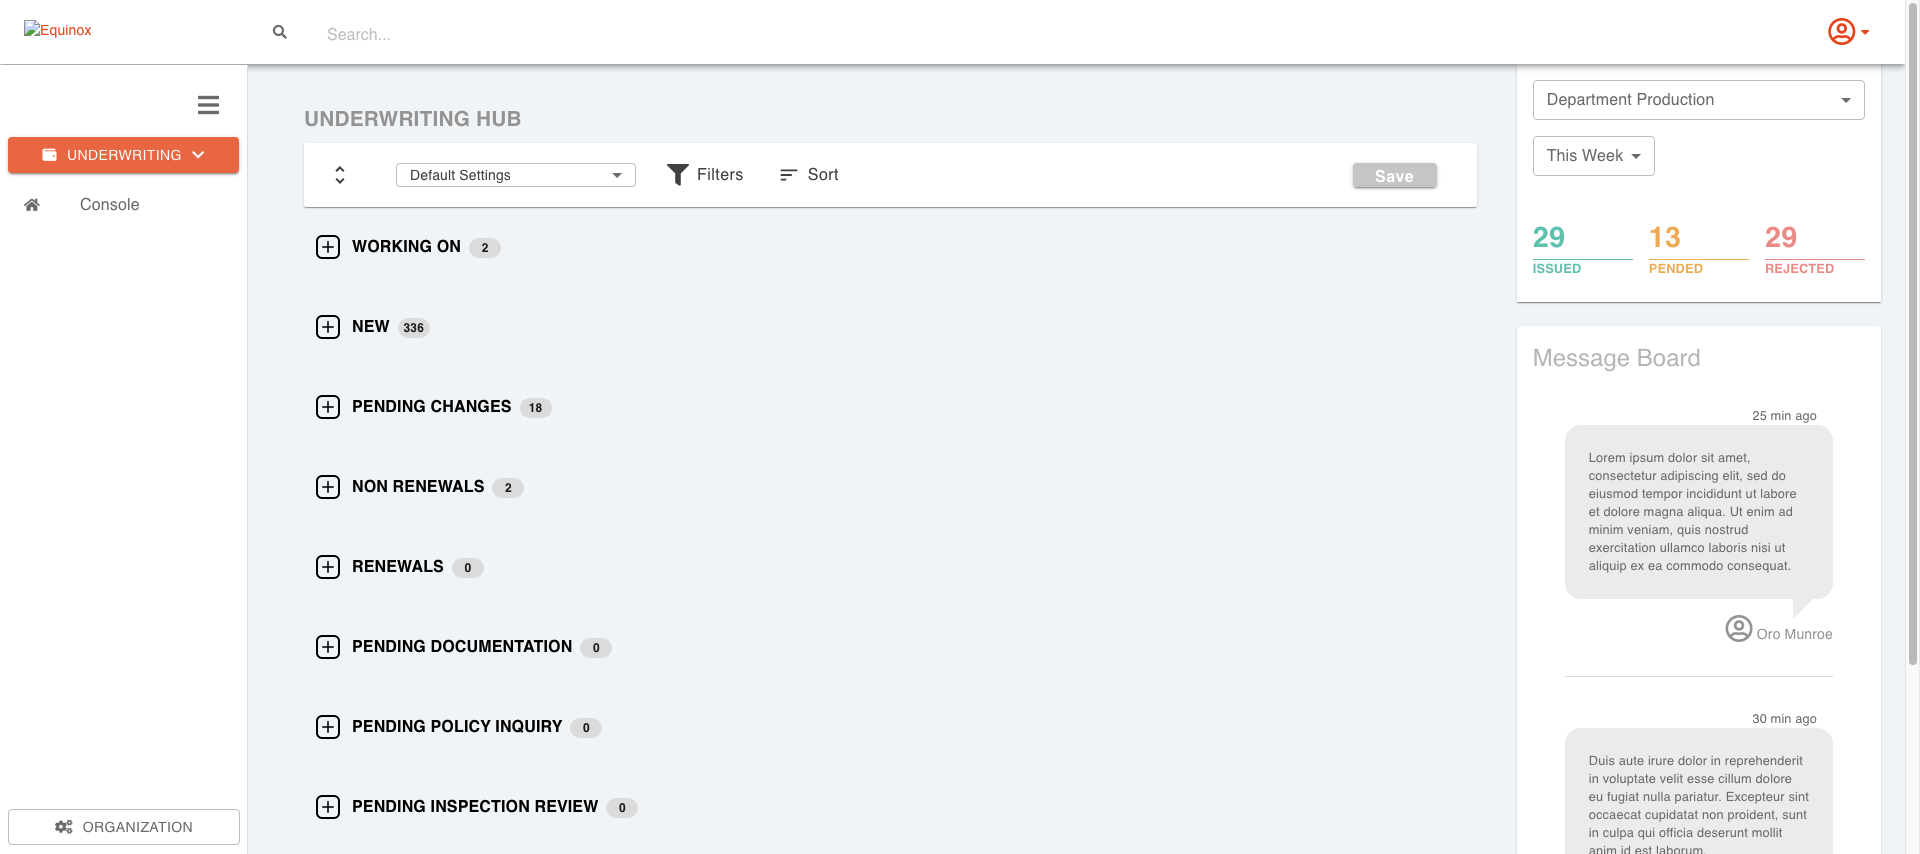 Equinox
Search...
UNDERWRITING
Console
ORGANIZATION
UNDERWRITING HUB
Default Settings
Filters
Sort
Save
WORKING ON 2
NEW 336
PENDING CHANGES 18
NON RENEWALS 2
RENEWALS 0
PENDING DOCUMENTATION 0
PENDING POLICY INQUIRY 0
PENDING INSPECTION REVIEW 0
Department Production
This Week
29 13 29
ISSUED PENDED REJECTED
Message Board
25 min ago
Lorem ipsum dolor sit amet,
consectetur adipiscing elit, sed do
eiusmod tempor incididunt ut labore
et dolore magna aliqua. Ut enim ad
minim veniam, quis nostrud
exercitation ullamco laboris nisi ut
aliquip ex ea commodo consequat.
Oro Munroe
30 min ago
Duis aute irure dolor in reprehenderit
in voluptate velit esse cillum dolore
eu fugiat nulla pariatur. Excepteur sint
occaecat cupidatat non proident, sunt
in culpa qui officia deserunt mollit
anim id est laborum.